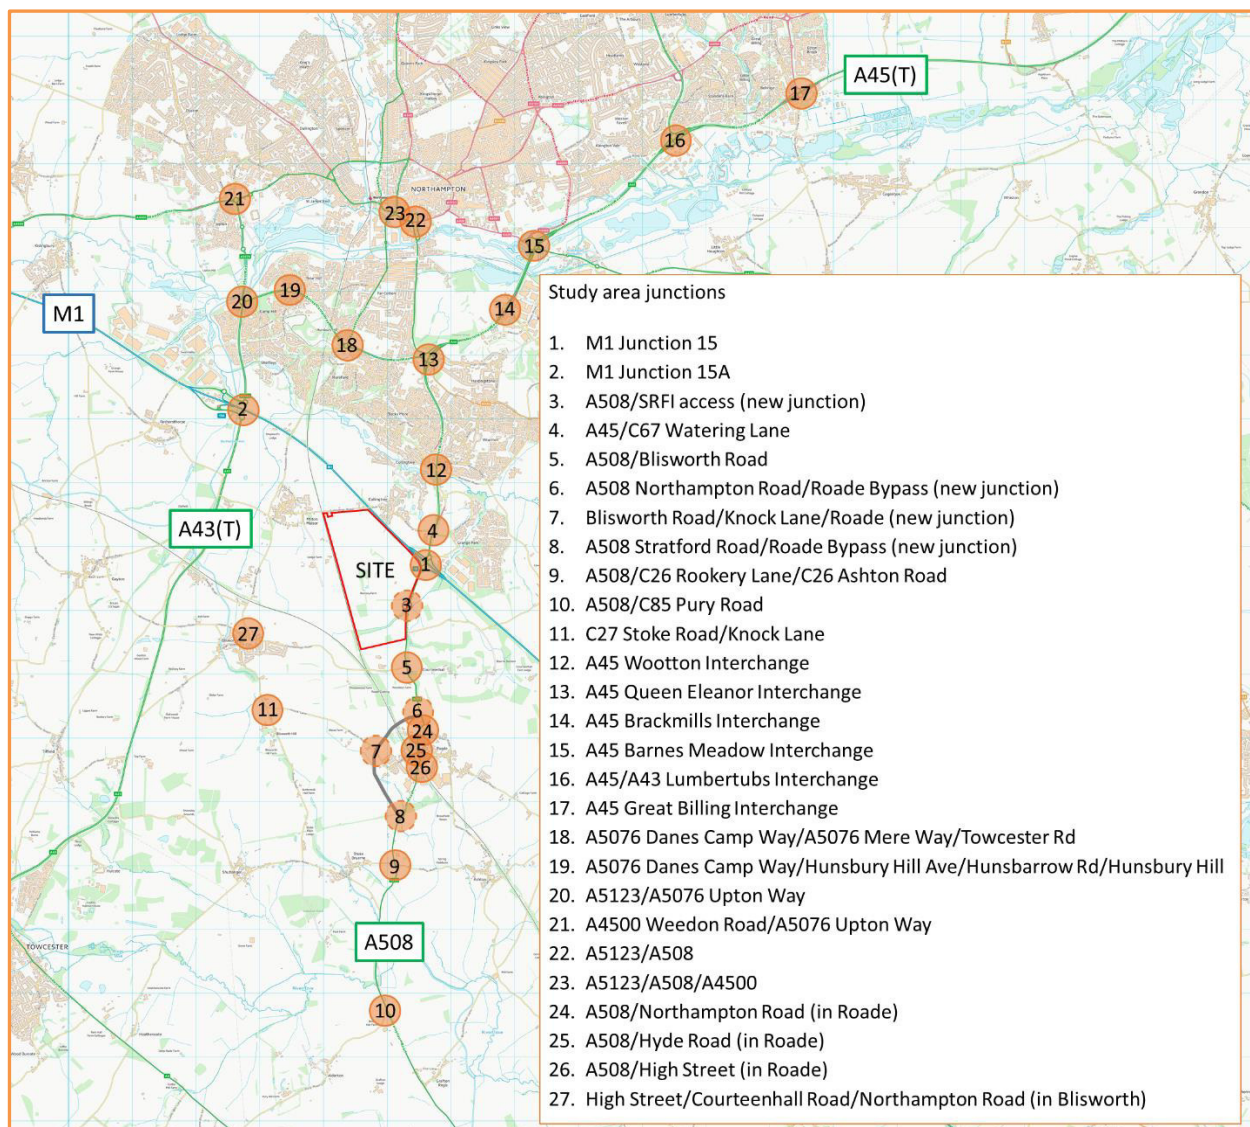 A45(T)
17
16
21
NORTHAMPTON
23
22
15
20
19
M1
14
18
13
2
12
A43(T)
4
SITE
1
3
27
5
11
6
24
7
25
26
8
9
TOWCESTER
A508
10
Study area junctions
1. M1 Junction 15
2. M1 Junction 15A
3. A508/SRFI access (new junction)
4. A45/C67 Watering Lane
5. A508/Blisworth Road
6. A508 Northampton Road/Roade Bypass (new junction)
7. Blisworth Road/Knock Lane/Roade (new junction)
8. A508 Stratford Road/Roade Bypass (new junction)
9. A508/C26 Rookery Lane/C26 Ashton Road
10. A508/C85 Pury Road
11. C27 Stoke Road/Knock Lane
12. A45 Wootton Interchange
13. A45 Queen Eleanor Interchange
14. A45 Brackmills Interchange
15. A45 Barnes Meadow Interchange
16. A45/A43 Lumbertubs Interchange
17. A45 Great Billing Interchange
18. A5076 Danes Camp Way/A5076 Mere Way/Towcester Rd
19. A5076 Danes Camp Way/Hunsbury Hill Ave/Hunsbarrow Rd/Hunsbury Hill
20. A5123/A5076 Upton Way
21. A4500 Weedon Road/A5076 Upton Way
22. A5123/A508
23. A5123/A508/A4500
24. A508/Northampton Road (in Roade)
25. A508/Hyde Road (in Roade)
26. A508/High Street (in Roade)
27. High Street/Courteenhall Road/Northampton Road (in Blisworth)